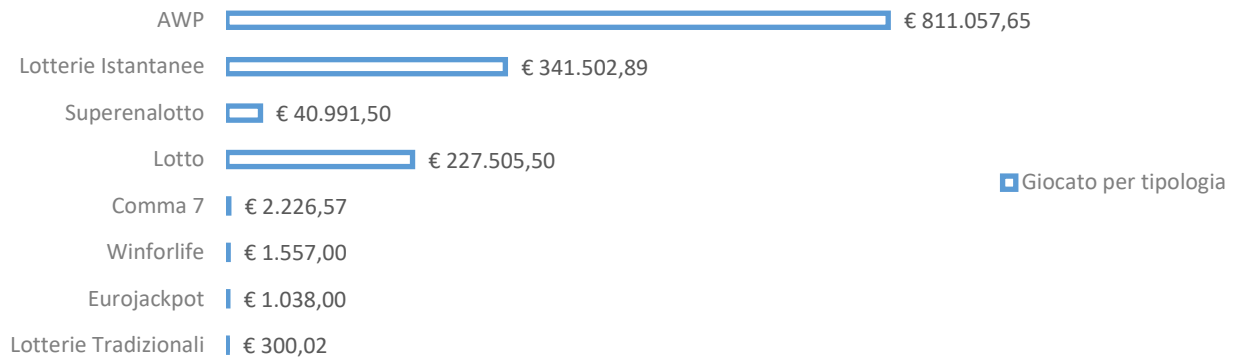 AWP € 811.057,65
Lotterie Istantanee € 341.502,89
Superenalotto € 40.991,50
Lotto € 227.505,50
Giocato per tipologia
Comma 7 € 2.226,57
Winforlife € 1.557,00
Eurojackpot € 1.038,00
Lotterie Tradizionali € 300,02